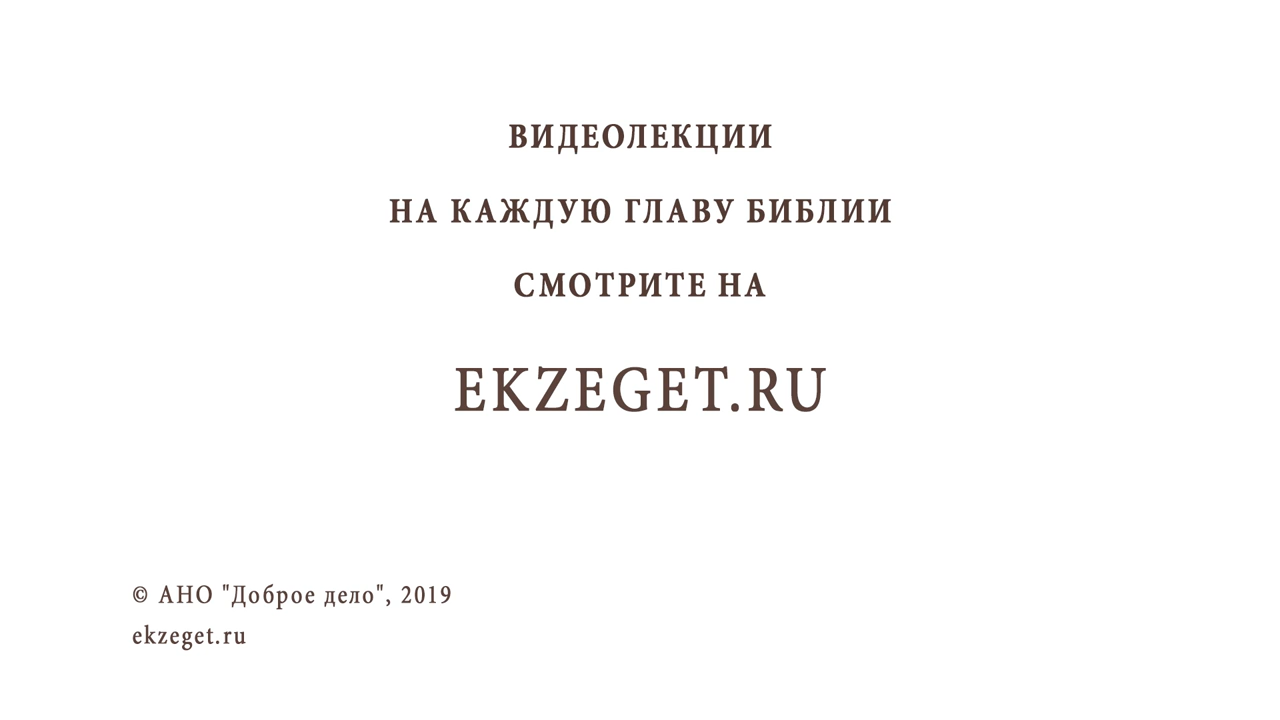 ВИДЕОЛЕКЦИИ
НА КАЖДУЮ ГЛАВУ БИБЛИИ
СМОТРИТЕ НА
EKZEGET.RU
© АНО "Доброе дело", 2019
ekzeget.ru